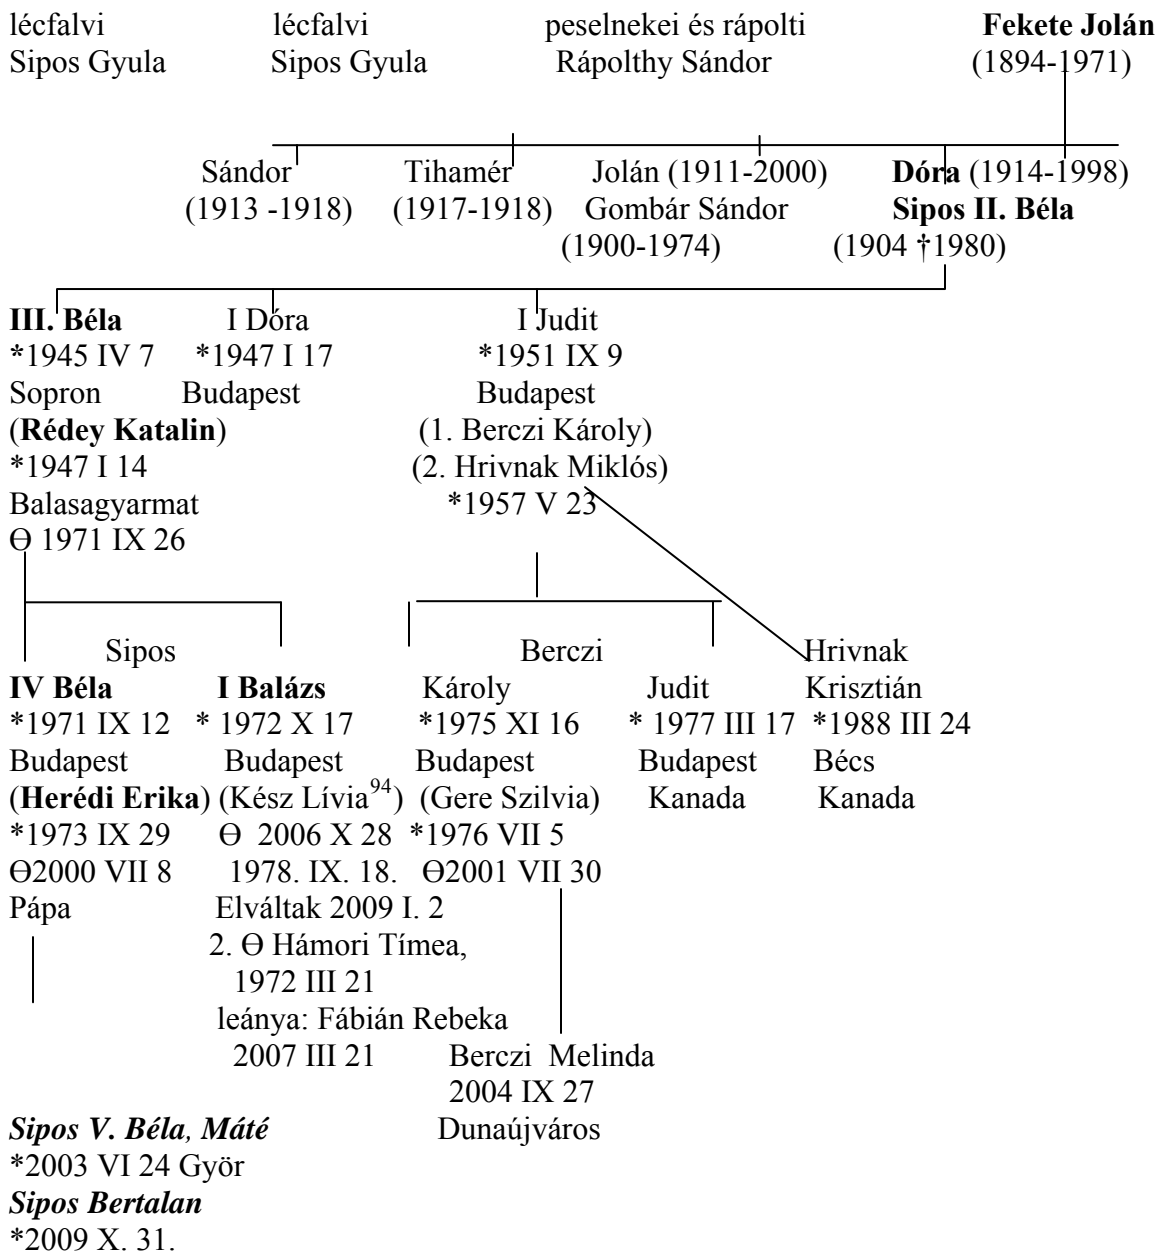 lécfalvi lécfalvi peselnekei és rápolti Fekete Jolán
Sipos Gyula Sipos Gyula Rápolthy Sándor (1894-1971)
Sándor Tihamér Jolán (1911-2000) Dóra (1914-1998)
(1913 -1918) (1917-1918) Gombár Sándor Sipos II. Béla
(1900-1974) (1904 †1980)
III. Béla I Dóra I Judit
*1945 IV 7 *1947 I 17 *1951 IX 9
Sopron Budapest Budapest
(Rédey Katalin) (1. Berczi Károly)
*1947 I 14 (2. Hrivnak Miklós)
Balasagyarmat *1957 V 23
Ө 1971 IX 26
Sipos Berczi Hrivnak
IV Béla I Balázs Károly Judit Krisztián
*1971 IX 12 * 1972 X 17 *1975 XI 16 * 1977 III 17 *1988 III 24
Budapest Budapest Budapest Budapest Bécs
(Herédi Erika) (Kész Lívia94) (Gere Szilvia) Kanada Kanada
*1973 IX 29 Ө 2006 X 28 *1976 VII 5
Ө2000 VII 8 1978. IX. 18. Ө2001 VII 30
Pápa Elváltak 2009 I. 2
2. Ө Hámori Tímea,
1972 III 21
leánya: Fábián Rebeka
2007 III 21 Berczi Melinda
2004 IX 27
Sipos V. Béla, Máté Dunaújváros
*2003 VI 24 Györ
Sipos Bertalan
*2009 X. 31.